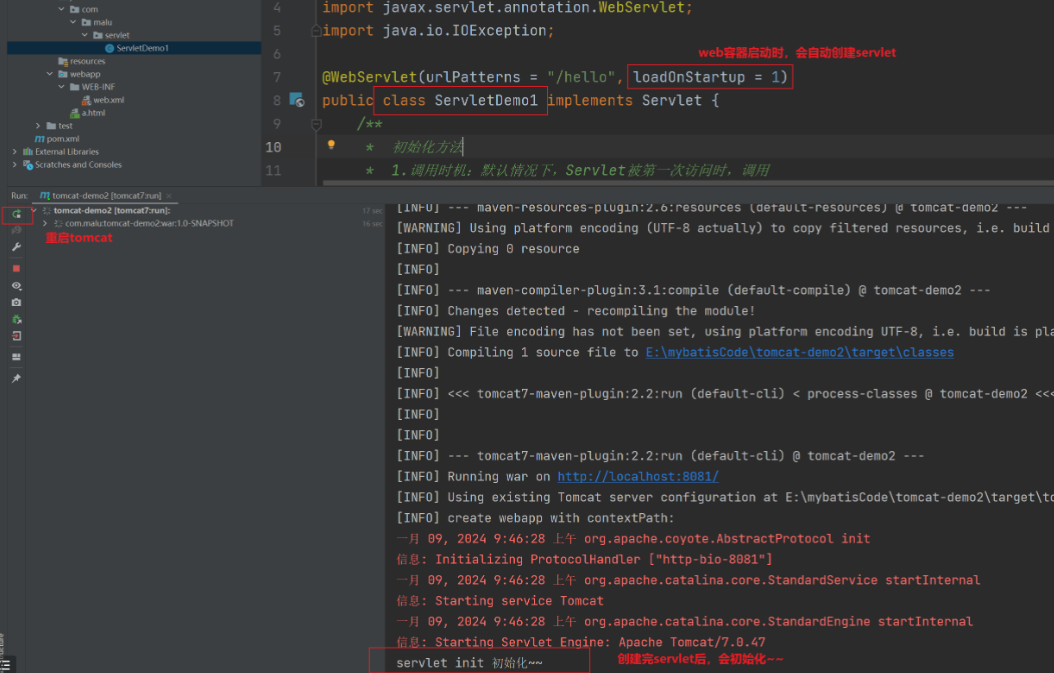 com
malu
servlet
ServletDemo1
resources
webapp
WEB-INF
web.xml
a.html
test
pom.xml
External Libraries
Scratches and Consoles
4 import javax.servlet.annotation.WebServlet;
5 import java.io.IOException;
6
web容器启动时，会自动创建servlet
7 @WebServlet(urlPatterns = "/hello", loadOnStartup = 1)
8 public class ServletDemo1 implements Servlet {
9 /**
10 * 初始化方法
11 * 1.调用时机：默认情况下，Servlet被第一次访问时，调用
Run: tomcat-demo2 [tomcat7:run] ×
tomcat-demo2 [tomcat7:run]: 17 sec
com.malu:tomcat-demo2:war:1.0-SNAPSHOT 16 sec
重启tomcat
[INFO] --- maven-resources-plugin:2.6:resources (default-resources) @ tomcat-demo2 ---
[WARNING] Using platform encoding (UTF-8 actually) to copy filtered resources, i.e. build
[INFO] Copying 0 resource
[INFO]
[INFO] --- maven-compiler-plugin:3.1:compile (default-compile) @ tomcat-demo2 ---
[INFO] Changes detected - recompiling the module!
[WARNING] File encoding has not been set, using platform encoding UTF-8, i.e. build is pla
[INFO] Compiling 1 source file to E:\mybatisCode\tomcat-demo2\target\classes
[INFO]
[INFO] <<< tomcat7-maven-plugin:2.2:run (default-cli) < process-classes @ tomcat-demo2 <<<
[INFO]
[INFO]
[INFO] --- tomcat7-maven-plugin:2.2:run (default-cli) @ tomcat-demo2 ---
[INFO] Running war on http://localhost:8081/
[INFO] Using existing Tomcat server configuration at E:\mybatisCode\tomcat-demo2\target\to
[INFO] create webapp with contextPath:
一月 09, 2024 9:46:28 上午 org.apache.coyote.AbstractProtocol init
信息: Initializing ProtocolHandler ["http-bio-8081"]
一月 09, 2024 9:46:28 上午 org.apache.catalina.core.StandardService startInternal
信息: Starting service Tomcat
一月 09, 2024 9:46:28 上午 org.apache.catalina.core.StandardEngine startInternal
信息: Starting Servlet Engine: Apache Tomcat/7.0.47
servlet init 初始化~~
创建完servlet后，会初始化~~